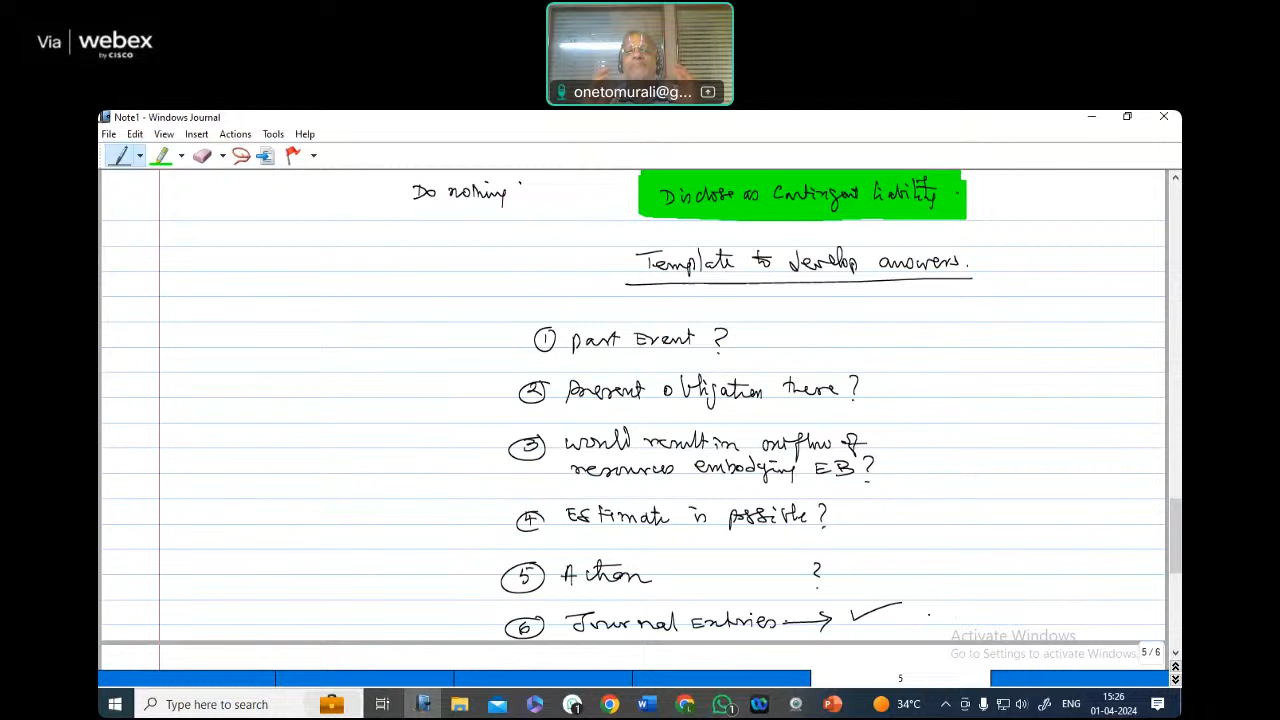 Via webex
by CISCO
onetomurali@g...
Note1 - Windows Journal
File Edit View Insert Actions Tools Help
Do nothing
Disclose as Contingent liability.
Template to develop answers.
① past Event ?
② present obligation there ?
③ would result in outflow of
resources embodying EB ?
④ Estimate is possible ?
⑤ Action ?
⑥ Journal Entries → ✓
Activate Windows
Go to Settings to activate Windows.
5 / 6
5
Type here to search
34°C
ENG
15:26
01-04-2024